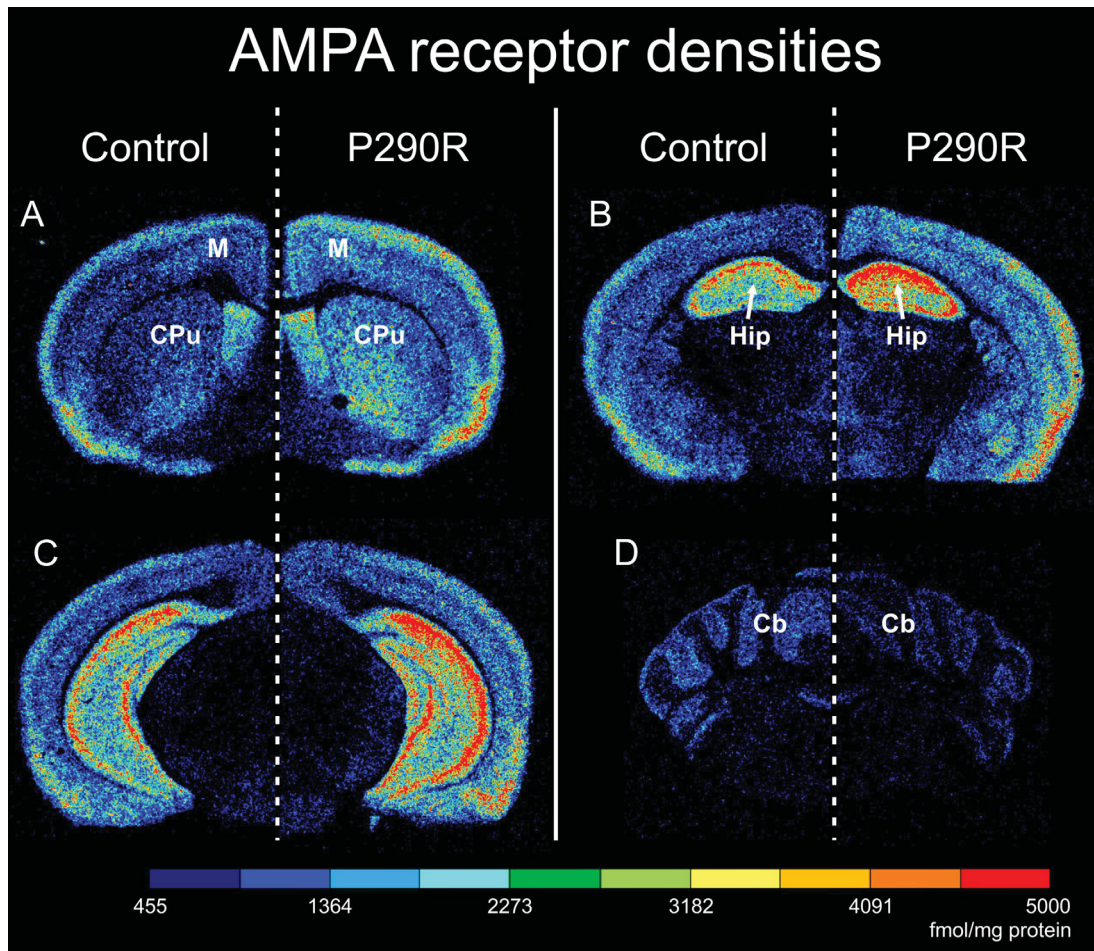 AMPA receptor densities
Control P290R Control P290R
A B
M M
CPu CPu
Hip Hip
C D
Cb Cb
455 1364 2273 3182 4091 5000
fmol/mg protein